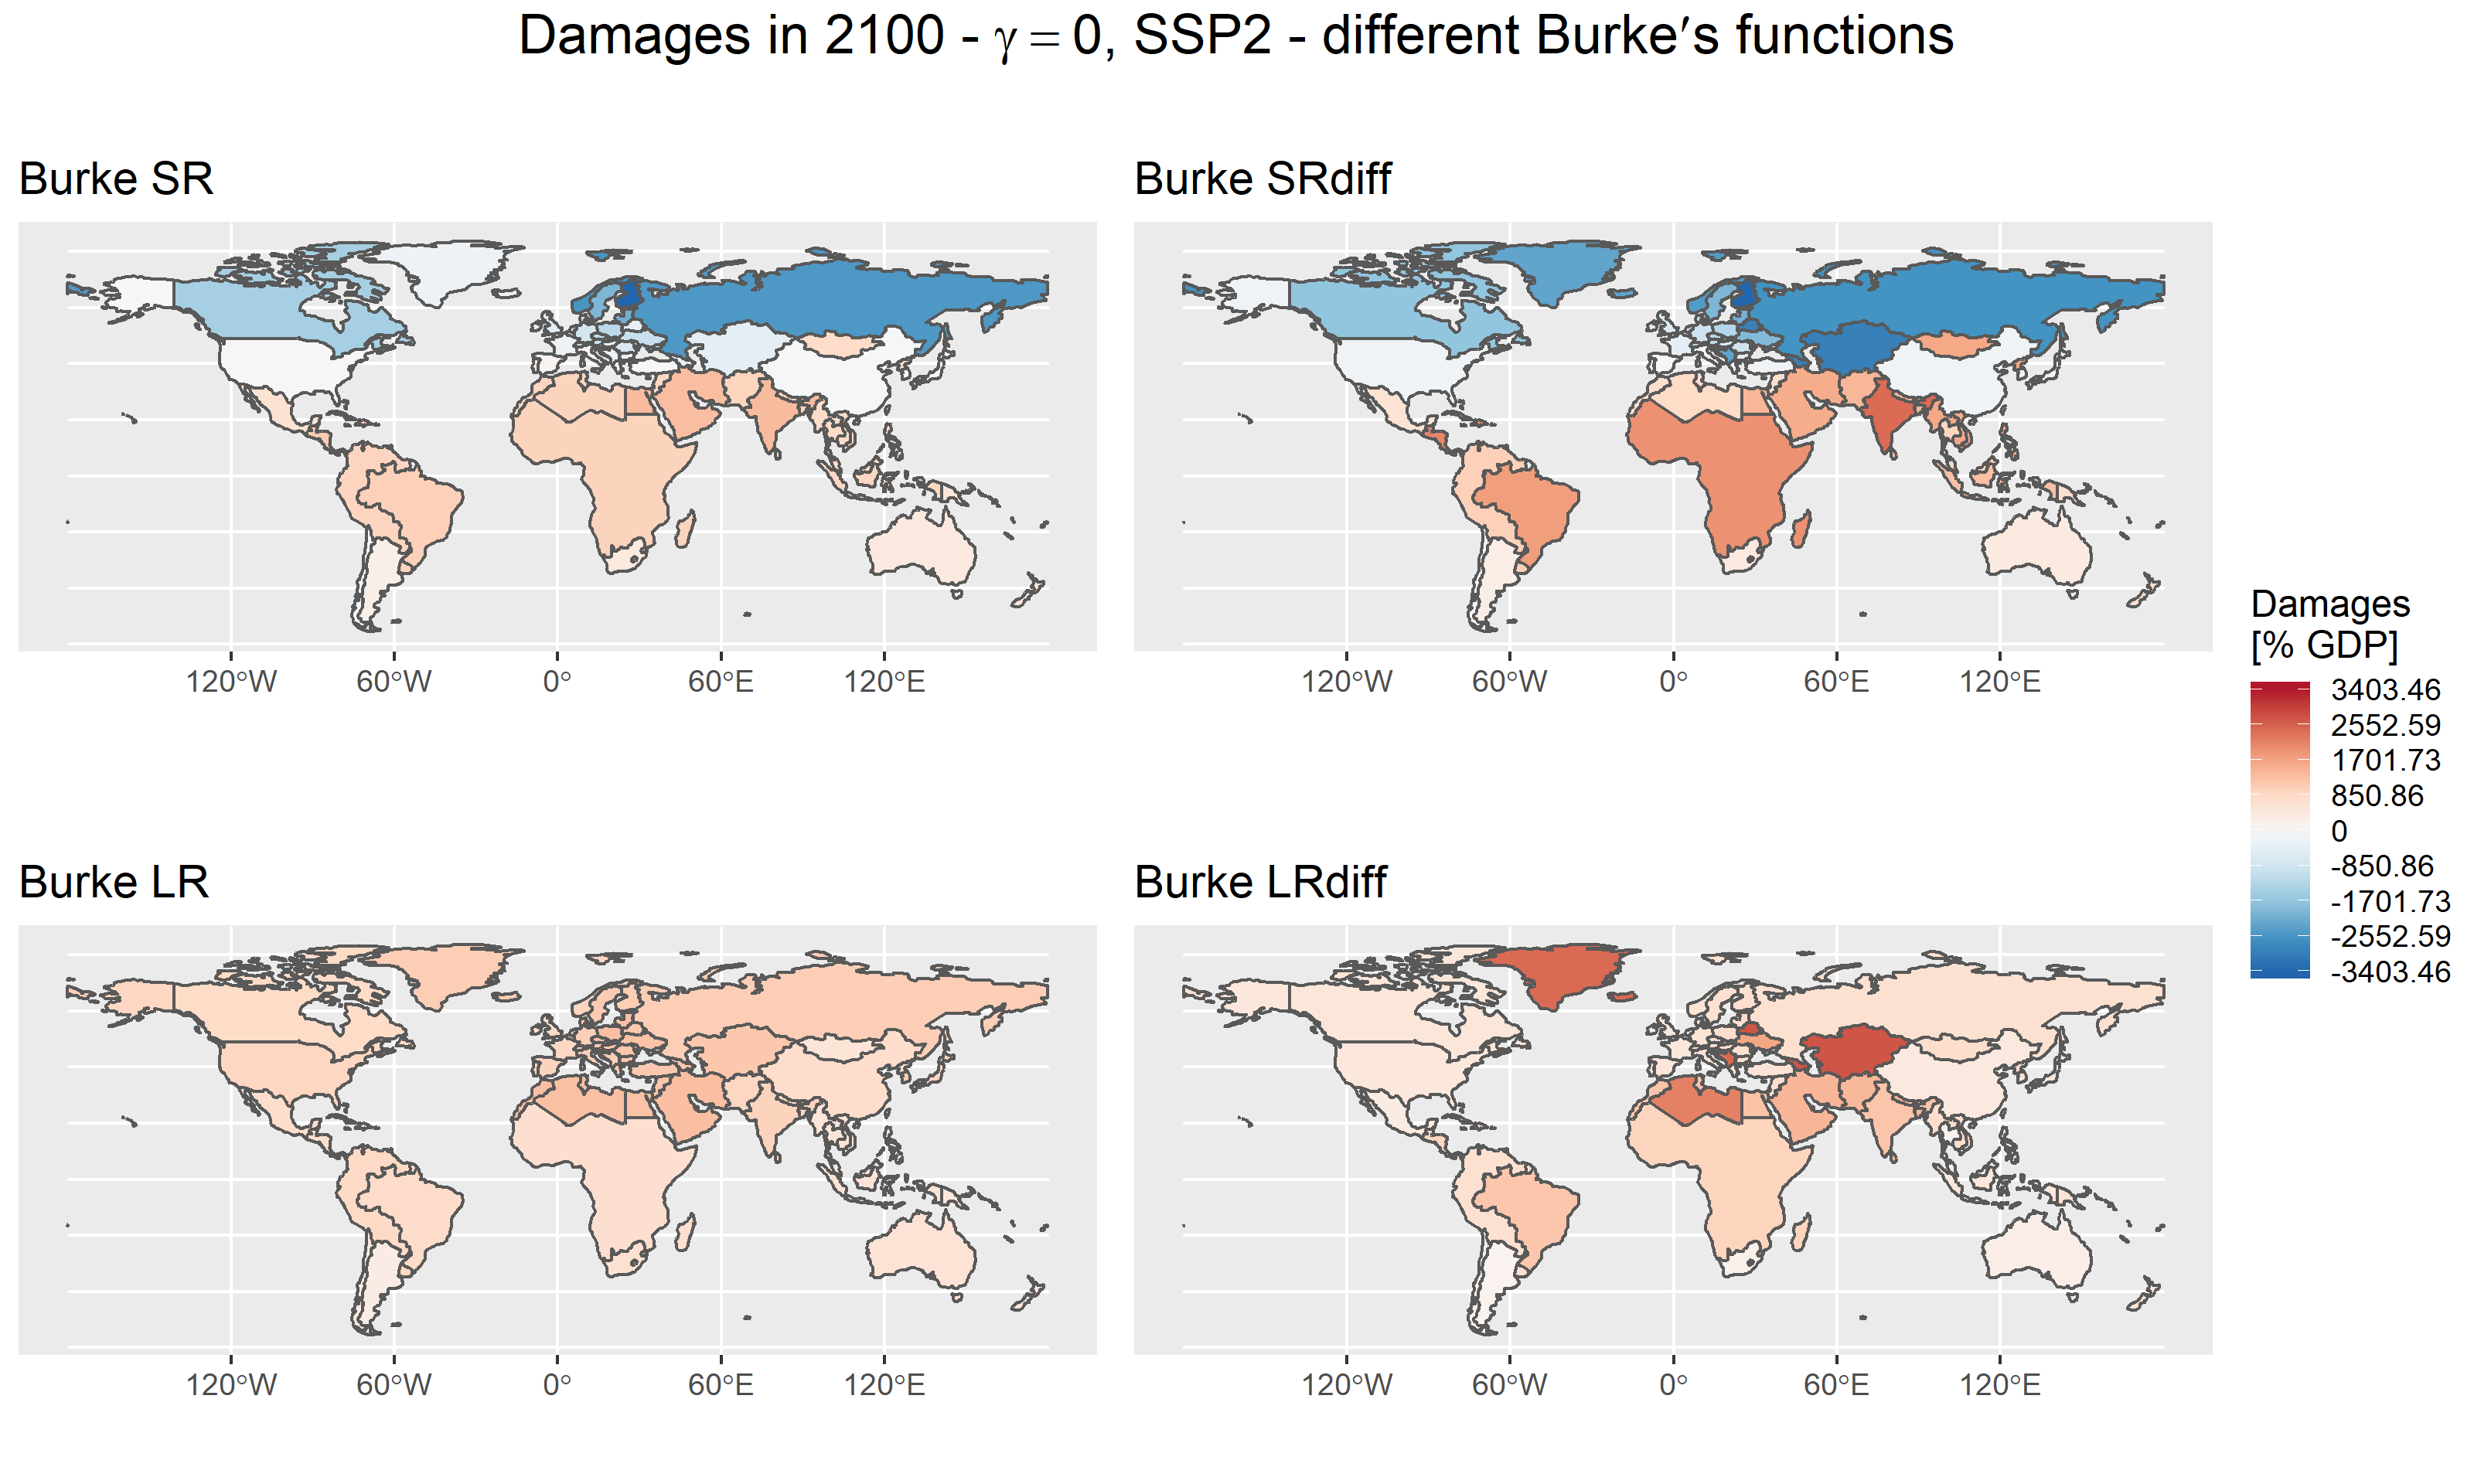 Damages in 2100 - γ = 0, SSP2 - different Burke′s functions
Burke SR
120°W 60°W 0° 60°E 120°E
Burke SRdiff
120°W 60°W 0° 60°E 120°E
Burke LR
120°W 60°W 0° 60°E 120°E
Burke LRdiff
120°W 60°W 0° 60°E 120°E
Damages
[% GDP]
3403.46
2552.59
1701.73
850.86
0
-850.86
-1701.73
-2552.59
-3403.46